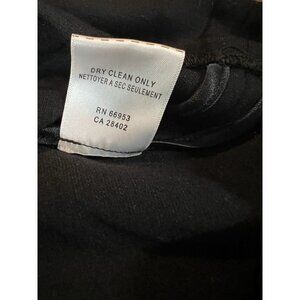 DRY CLEAN ONLY
NETTOYER A SEC SEULEMENT
RN 66953
CA 28402